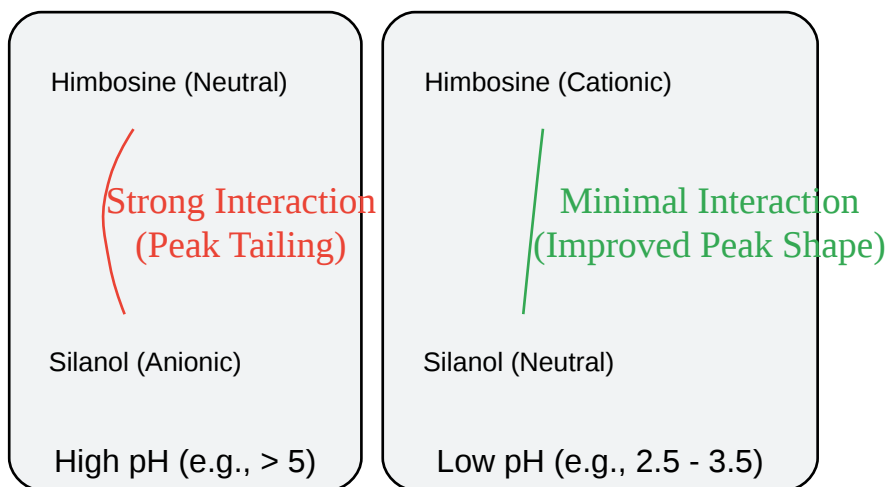 Himbosine (Neutral)
Strong Interaction
(Peak Tailing)
Silanol (Anionic)
High pH (e.g., > 5)
Himbosine (Cationic)
Minimal Interaction
(Improved Peak Shape)
Silanol (Neutral)
Low pH (e.g., 2.5 - 3.5)